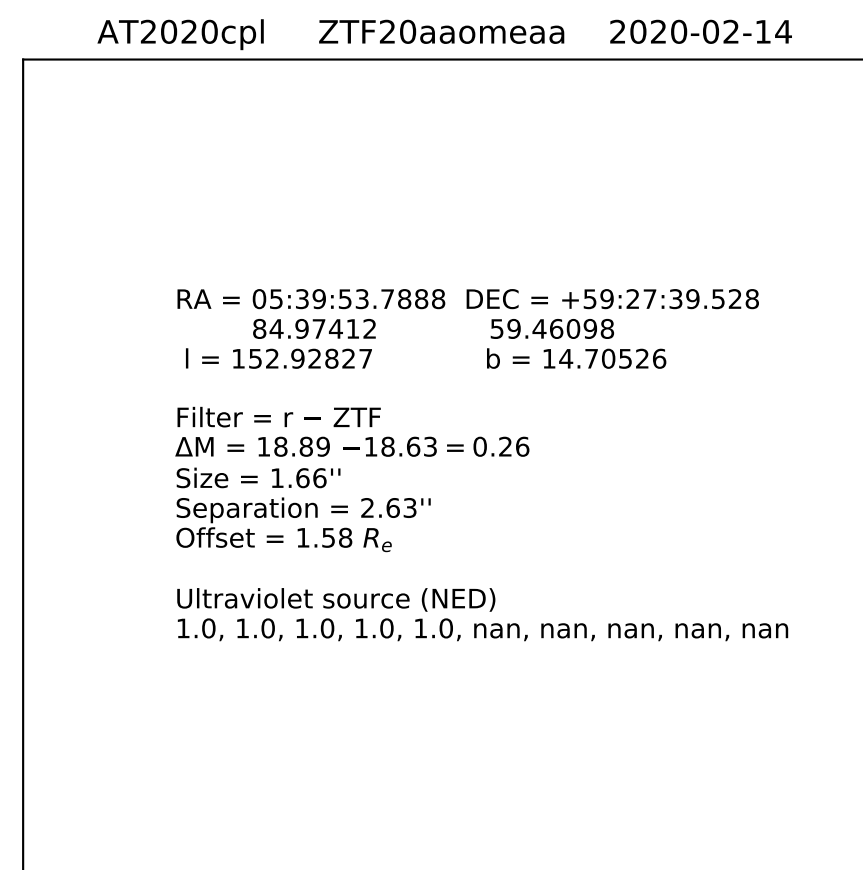 AT2020cpl ZTF20aaomeaa 2020-02-14
RA = 05:39:53.7888 DEC = +59:27:39.528
84.97412 59.46098
l = 152.92827 b = 14.70526
Filter = r − ZTF
ΔM = 18.89 −18.63 = 0.26
Size = 1.66''
Separation = 2.63''
Offset = 1.58 Re
Ultraviolet source (NED)
1.0, 1.0, 1.0, 1.0, 1.0, nan, nan, nan, nan, nan